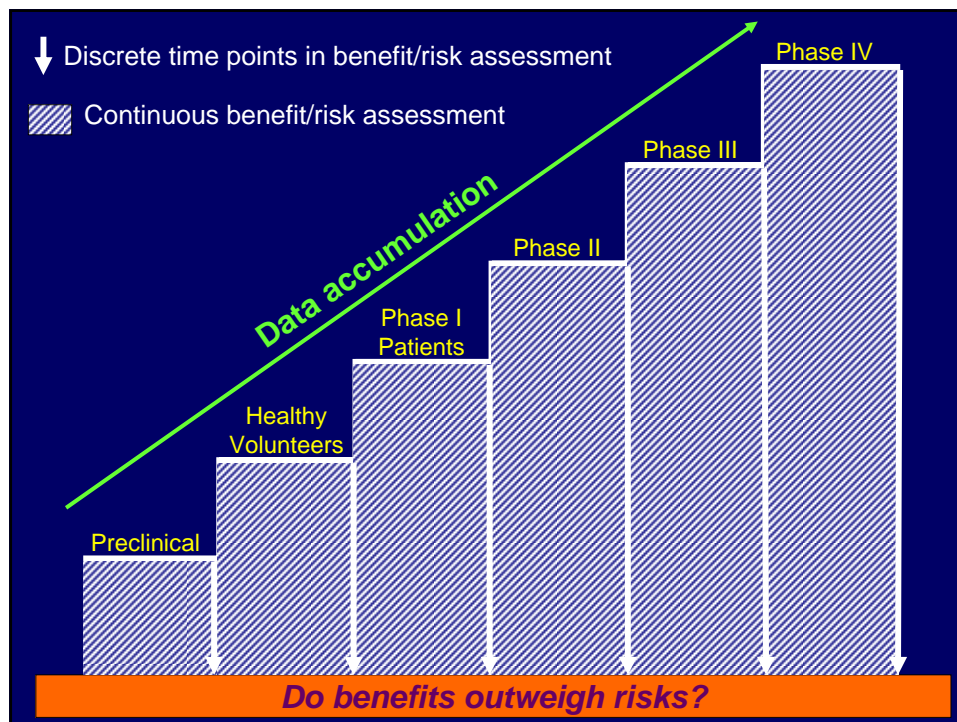 Discrete time points in benefit/risk assessment
Continuous benefit/risk assessment
Data accumulation
Preclinical
Healthy
Volunteers
Phase I
Patients
Phase II
Phase III
Phase IV
Do benefits outweigh risks?